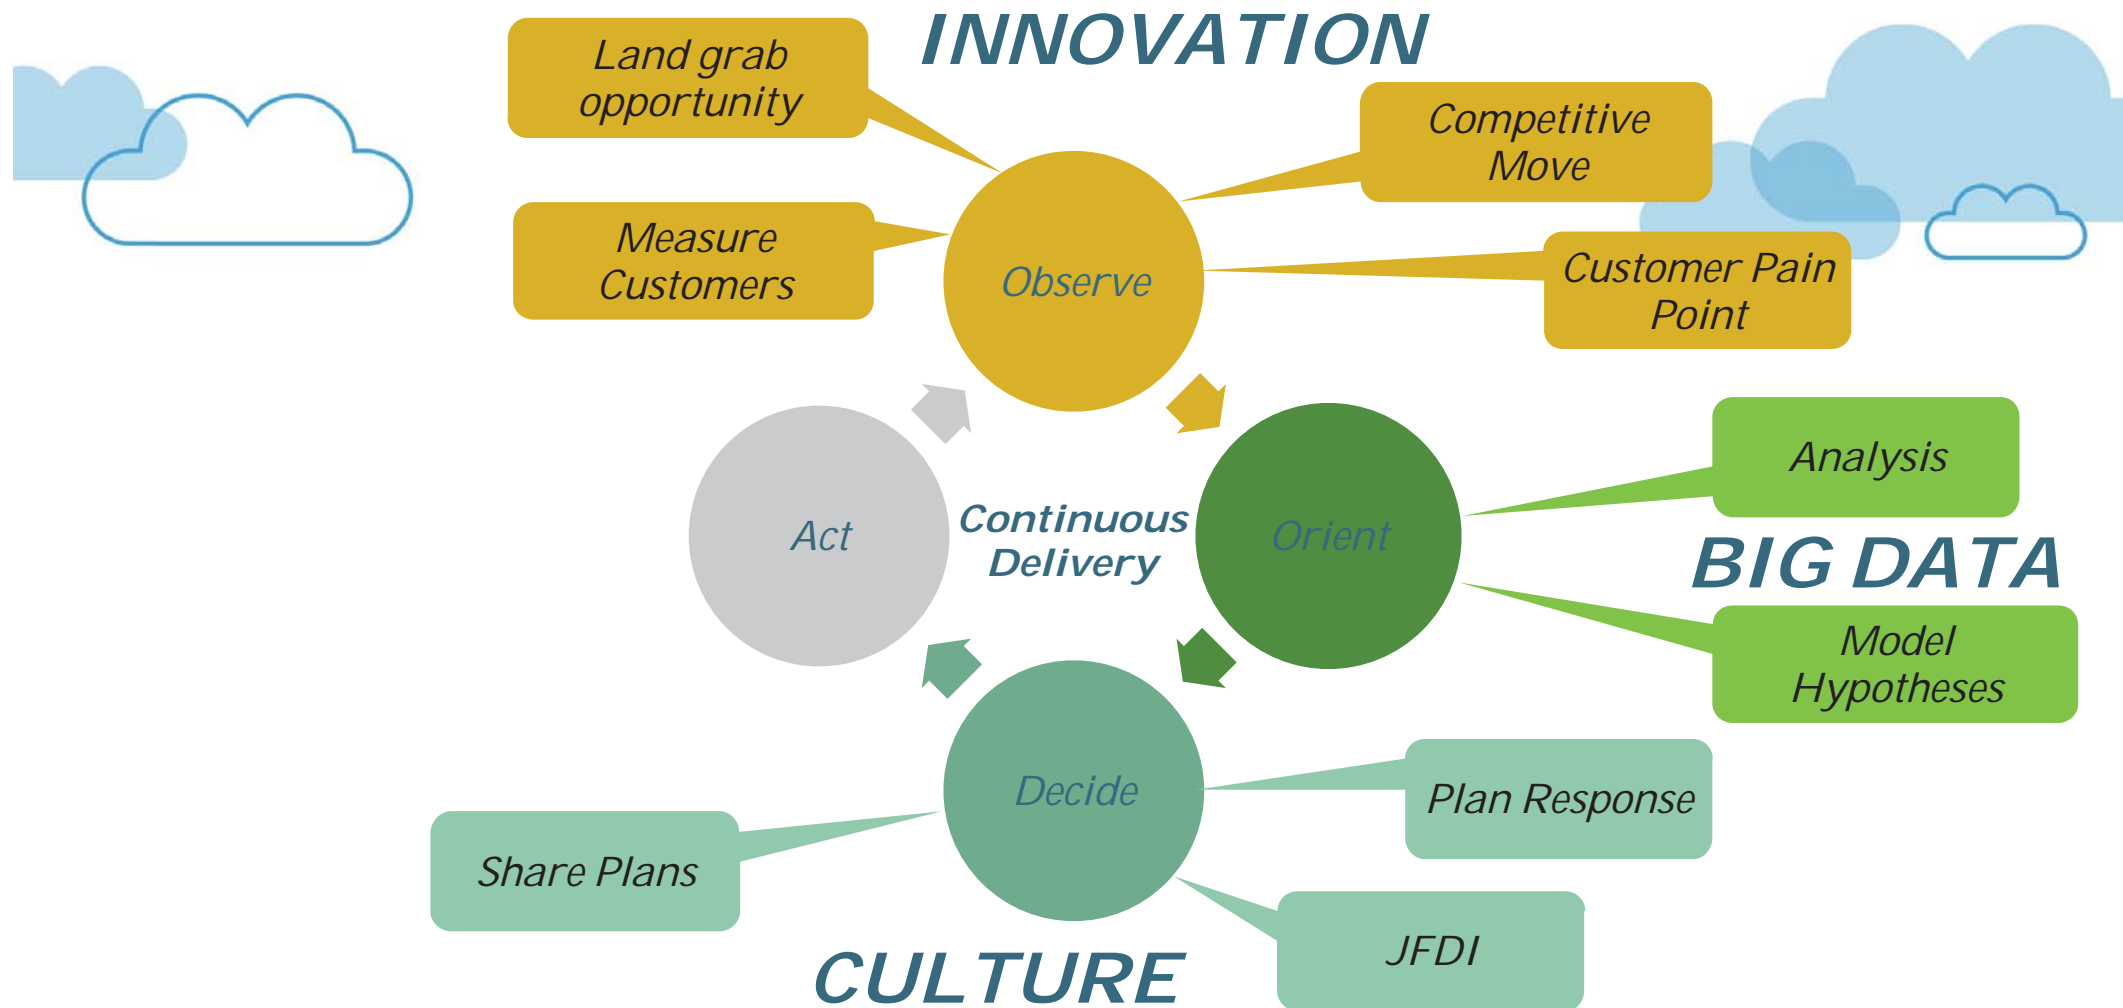 INNOVATION
Land grab
opportunity
Competitive
Move
Measure
Customers
Observe
Customer Pain
Point
Analysis
Act
Continuous
Delivery
Orient
BIG DATA
Model
Hypotheses
Decide
Plan Response
Share Plans
JFDI
CULTURE